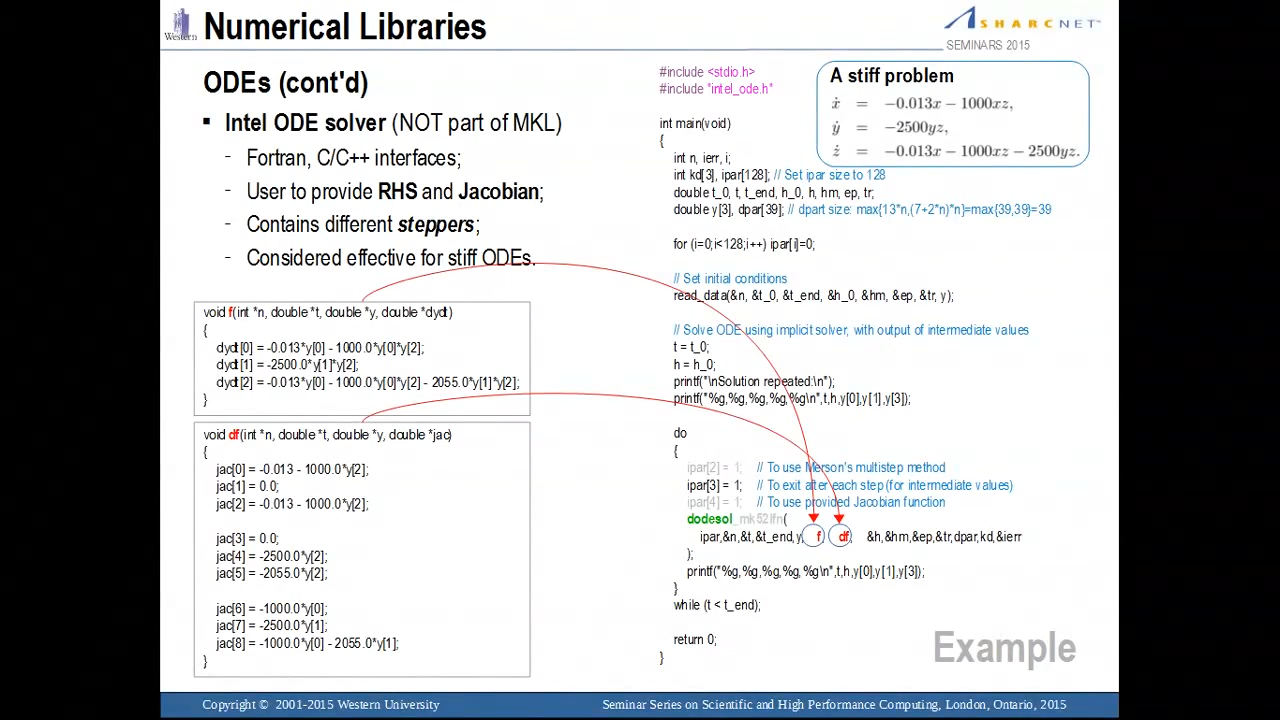 Western
Numerical Libraries
SHARCNET
SEMINARS 2015
ODEs (cont'd)
▪ Intel ODE solver (NOT part of MKL)
- Fortran, C/C++ interfaces;
- User to provide RHS and Jacobian;
- Contains different steppers;
- Considered effective for stiff ODEs.
void f(int *n, double *t, double *y, double *dydt)
{
dydt[0] = -0.013*y[0] - 1000.0*y[0]*y[2];
dydt[1] = -2500.0*y[1]*y[2];
dydt[2] = -0.013*y[0] - 1000.0*y[0]*y[2] - 2055.0*y[1]*y[2];
}
void df(int *n, double *t, double *y, double *jac)
{
jac[0] = -0.013 - 1000.0*y[2];
jac[1] = 0.0;
jac[2] = -0.013 - 1000.0*y[2];
jac[3] = 0.0;
jac[4] = -2500.0*y[2];
jac[5] = -2055.0*y[2];
jac[6] = -1000.0*y[0];
jac[7] = -2500.0*y[1];
jac[8] = -1000.0*y[0] - 2055.0*y[1];
}
#include <stdio.h>
#include "intel_ode.h"
int main(void)
{
int n, ierr, i;
int kd[3], ipar[128]; // Set ipar size to 128
double t_0, t, t_end, h_0, h, hm, ep, tr;
double y[3], dpar[39]; // dpart size: max{13*n,(7+2*n)*n}=max{39,39}=39
for (i=0;i<128;i++) ipar[i]=0;
// Set initial conditions
read_data(&n, &t_0, &t_end, &h_0, &hm, &ep, &tr, y);
// Solve ODE using implicit solver, with output of intermediate values
t = t_0;
h = h_0;
printf("\nSolution repeated:\n");
printf("%g,%g,%g,%g,%g\n",t,h,y[0],y[1],y[3]);
do
{
ipar[2] = 1; // To use Merson's multistep method
ipar[3] = 1; // To exit after each step (for intermediate values)
ipar[4] = 1; // To use provided Jacobian function
dodesol_mk52lfn(
ipar,&n,&t,&t_end,y, f, df, &h,&hm,&ep,&tr,dpar,kd,&ierr
);
printf("%g,%g,%g,%g,%g\n",t,h,y[0],y[1],y[3]);
}
while (t < t_end);
return 0;
}
A stiff problem
ẋ = −0.013x − 1000xz,
ẏ = −2500yz,
ż = −0.013x − 1000xz − 2500yz.
Example
Copyright © 2001-2015 Western University
Seminar Series on Scientific and High Performance Computing, London, Ontario, 2015